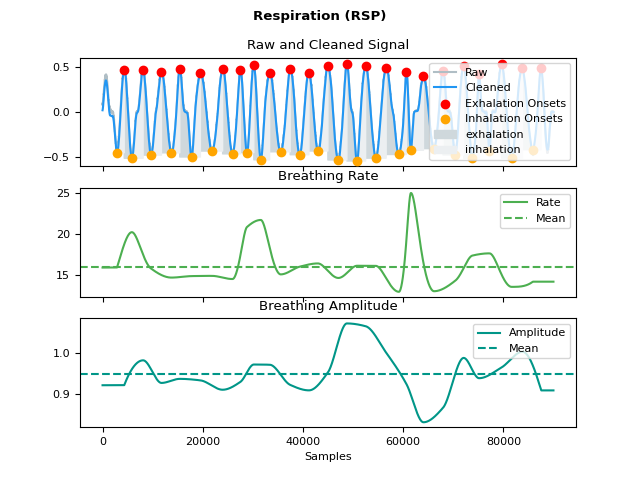 Respiration (RSP)
Raw and Cleaned Signal
0.5
0.0
−0.5
Raw
Cleaned
Exhalation Onsets
Inhalation Onsets
exhalation
inhalation
Breathing Rate
25
20
15
Rate
Mean
Breathing Amplitude
1.0
0.9
Amplitude
Mean
0 20000 40000 60000 80000
Samples